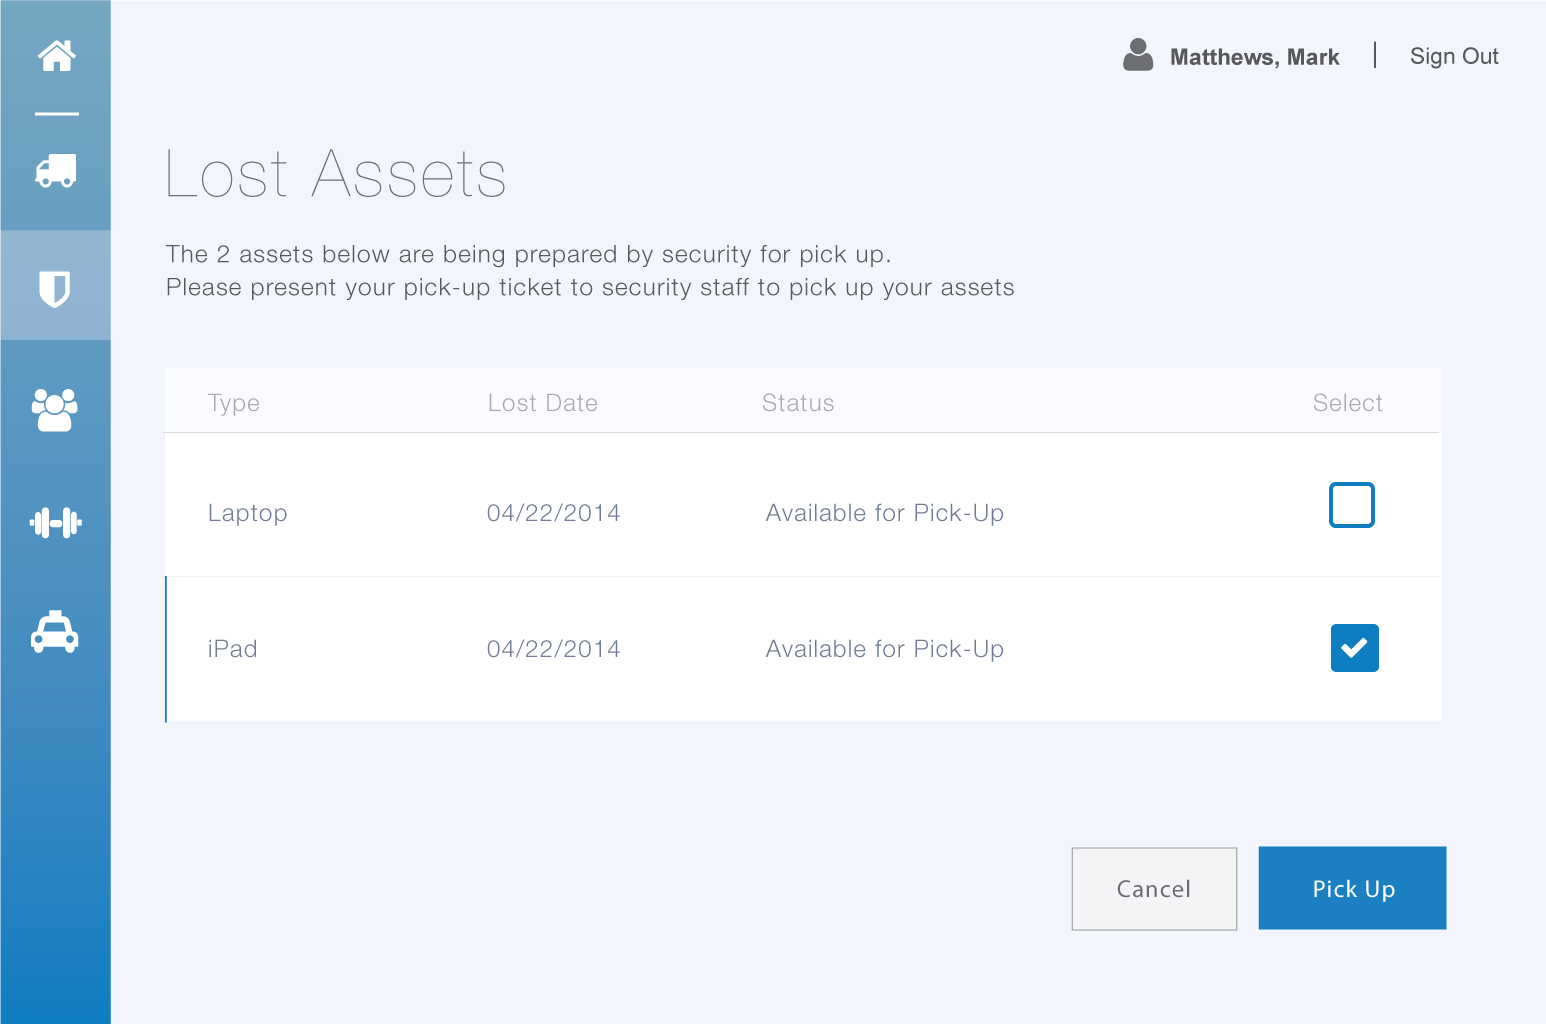 Matthews, Mark | Sign Out
Lost Assets
The 2 assets below are being prepared by security for pick up.
Please present your pick-up ticket to security staff to pick up your assets
Type Lost Date Status Select
Laptop 04/22/2014 Available for Pick-Up
iPad 04/22/2014 Available for Pick-Up
Cancel Pick Up